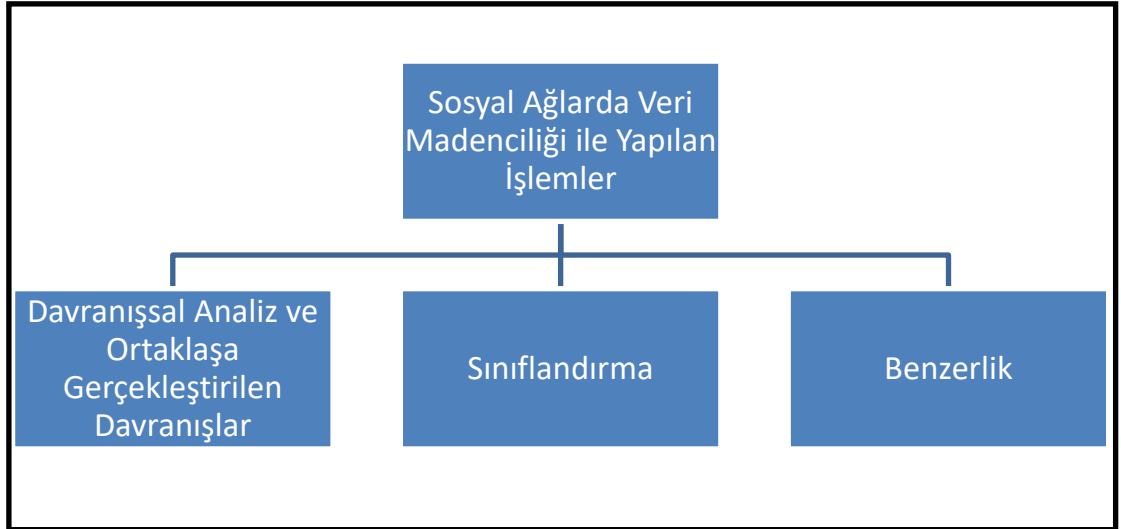 Sosyal Ağlarda Veri
Madenciliği ile Yapılan
İşlemler
Davranışsal Analiz ve
Ortaklaşa
Gerçekleştirilen
Davranışlar
Sınıflandırma
Benzerlik